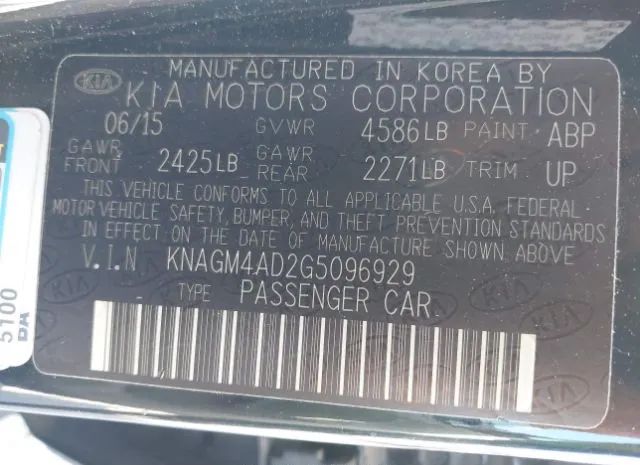 MANUFACTURED IN KOREA BY
KIA KIA MOTORS CORPORATION
06/15 GVWR 4586LB PAINT ABP
GAWR FRONT 2425LB GAWR REAR 2271LB TRIM UP
THIS VEHICLE CONFORMS TO ALL APPLICABLE U.S.A. FEDERAL
MOTOR VEHICLE SAFETY, BUMPER, AND THEFT PREVENTION STANDARDS
IN EFFECT ON THE DATE OF MANUFACTURE SHOWN ABOVE
V.I.N KNAGM4AD2G5096929
TYPE PASSENGER CAR
5100